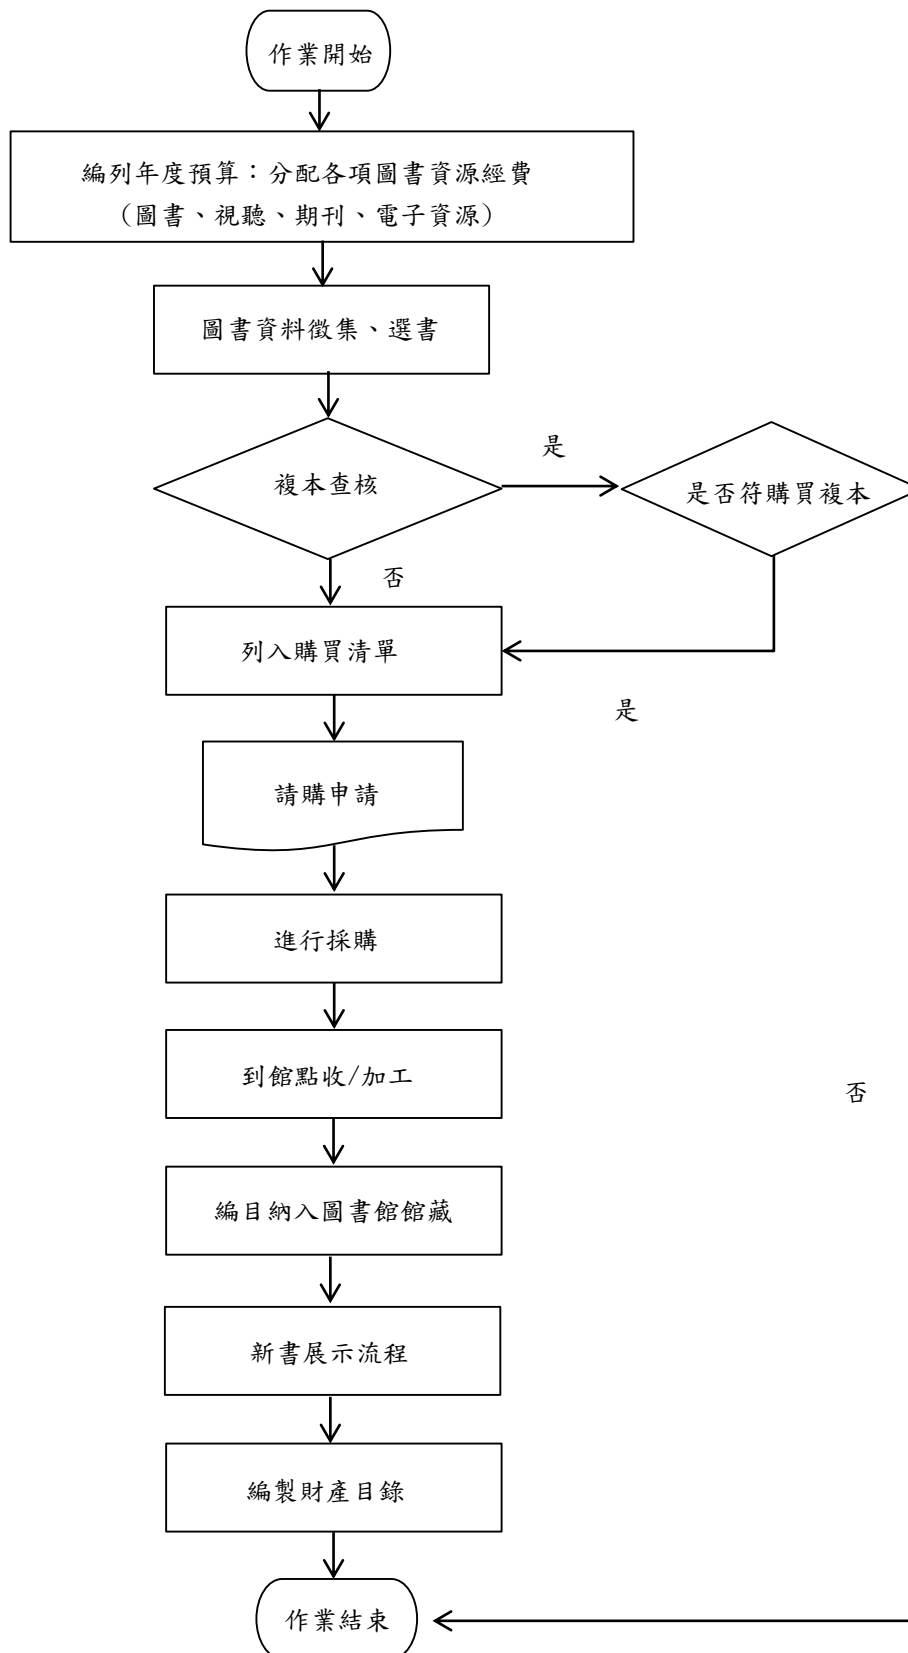 作業開始
編列年度預算：分配各項圖書資源經費
（圖書、視聽、期刊、電子資源）
圖書資料徵集、選書
複本查核
是
是否符購買複本
否
列入購買清單
是
請購申請
進行採購
到館點收/加工
否
編目納入圖書館館藏
新書展示流程
編製財產目錄
作業結束